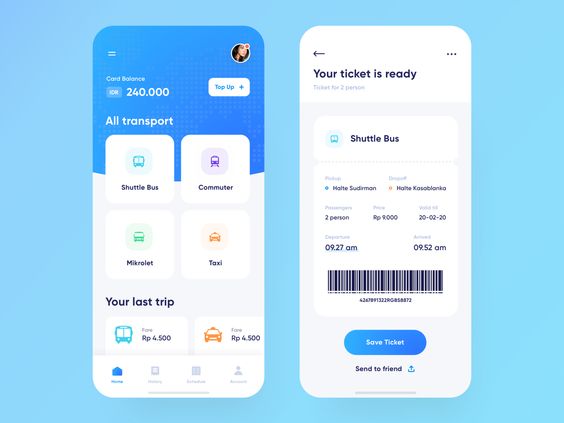 Card Balance
IDR 240.000
Top Up +
All transport
Shuttle Bus
Commuter
Mikrolet
Taxi
Your last trip
Fare
Rp 4.500
Fare
Rp 4.500
Home
History
Schedule
Account
Your ticket is ready
Ticket for 2 person
Shuttle Bus
Pickup
Dropoff
Halte Sudirman
Halte Kasablanka
Passengers
Price
Valid till
2 person
Rp 9.000
20-02-20
Departure
Arrived
09.27 am
09.52 am
4267891322RGBS8872
Save Ticket
Send to friend